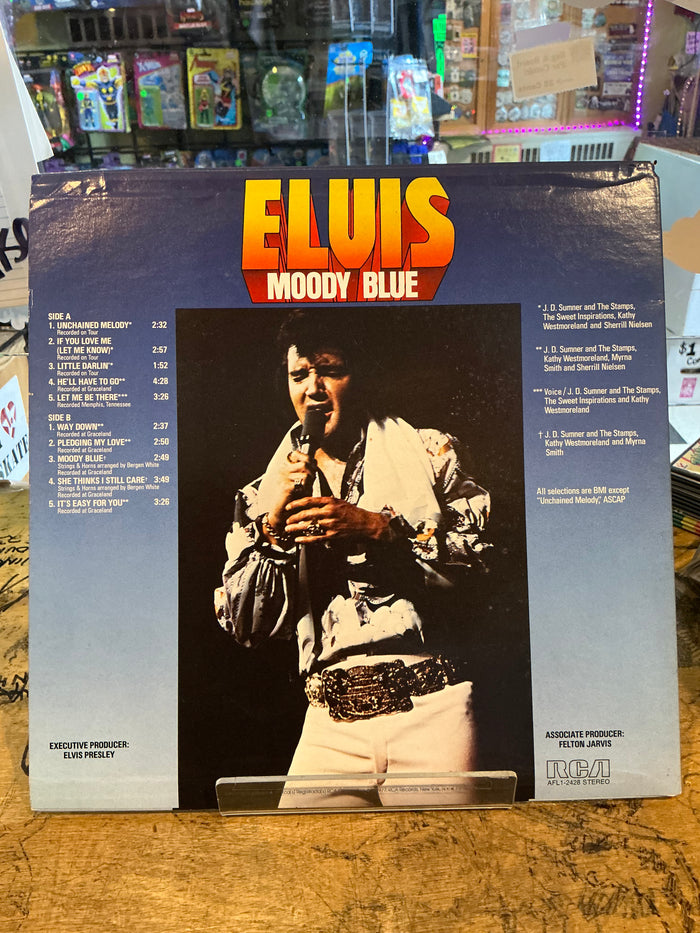 ELVIS
MOODY BLUE
SIDE A
1. UNCHAINED MELODY* 2:32
Recorded on Tour
2. IF YOU LOVE ME
(LET ME KNOW)* 2:57
Recorded on Tour
3. LITTLE DARLIN'* 1:52
Recorded on Tour
4. HE'LL HAVE TO GO** 4:28
Recorded at Graceland
5. LET ME BE THERE*** 3:26
Recorded Memphis, Tennessee
SIDE B
1. WAY DOWN** 2:37
Recorded at Graceland
2. PLEDGING MY LOVE** 2:50
Recorded at Graceland
3. MOODY BLUE† 2:49
Strings & Horns arranged by Bergen White
Recorded at Graceland
4. SHE THINKS I STILL CARE† 3:49
Strings & Horns arranged by Bergen White
Recorded at Graceland
5. IT'S EASY FOR YOU** 3:26
Recorded at Graceland
* J. D. Sumner and The Stamps,
The Sweet Inspirations, Kathy
Westmoreland and Sherrill Nielsen
** J. D. Sumner and The Stamps,
Kathy Westmoreland, Myrna
Smith and Sherrill Nielsen
*** Voice / J. D. Sumner and The Stamps,
The Sweet Inspirations and Kathy
Westmoreland
† J. D. Sumner and The Stamps,
Kathy Westmoreland and Myrna
Smith
All selections are BMI except
"Unchained Melody," ASCAP
EXECUTIVE PRODUCER:
ELVIS PRESLEY
ASSOCIATE PRODUCER:
FELTON JARVIS
RCA
AFL1-2428 STEREO
$1